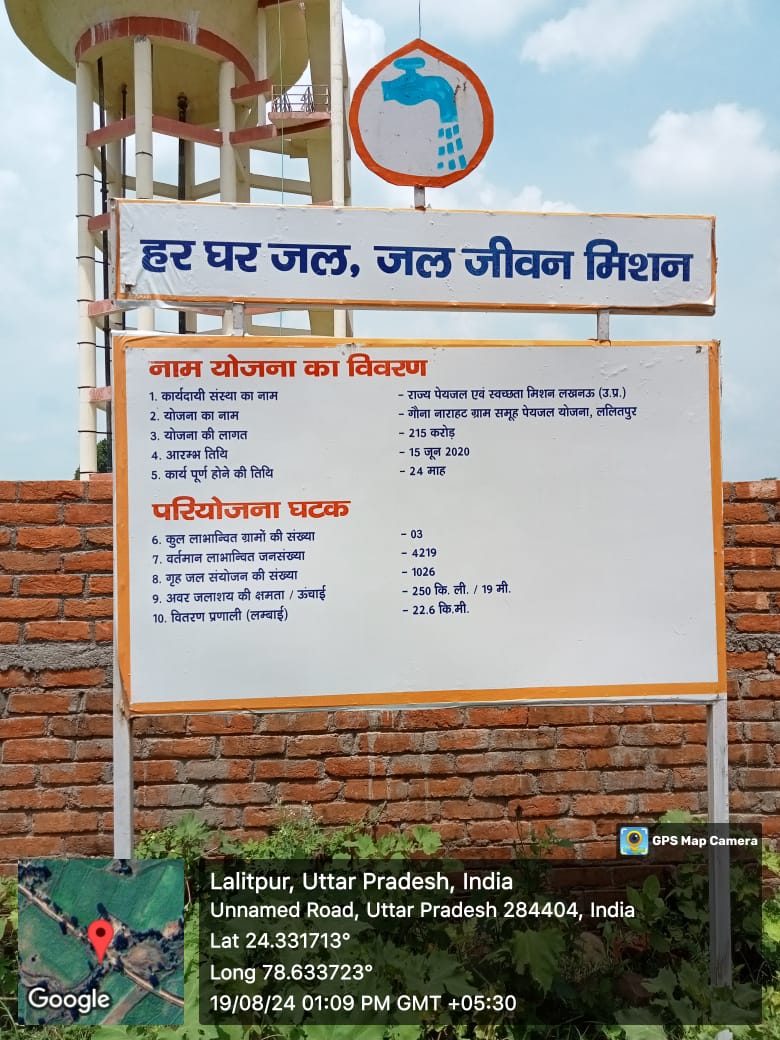 हर घर जल, जल जीवन मिशन
नाम योजना का विवरण
1. कार्यदायी संस्था का नाम - राज्य पेयजल एवं स्वच्छता मिशन लखनऊ (उ.प्र.)
2. योजना का नाम - गौना नाराहट ग्राम समूह पेयजल योजना, ललितपुर
3. योजना की लागत - 215 करोड़
4. आरम्भ तिथि - 15 जून 2020
5. कार्य पूर्ण होने की तिथि - 24 माह
परियोजना घटक
6. कुल लाभान्वित ग्रामों की संख्या - 03
7. वर्तमान लाभान्वित जनसंख्या - 4219
8. गृह जल संयोजन की संख्या - 1026
9. अवर जलाशय की क्षमता / ऊंचाई - 250 कि. ली. / 19 मी.
10. वितरण प्रणाली (लम्बाई) - 22.6 कि.मी.
GPS Map Camera
Lalitpur, Uttar Pradesh, India
Unnamed Road, Uttar Pradesh 284404, India
Lat 24.331713°
Long 78.633723°
19/08/24 01:09 PM GMT +05:30
Google